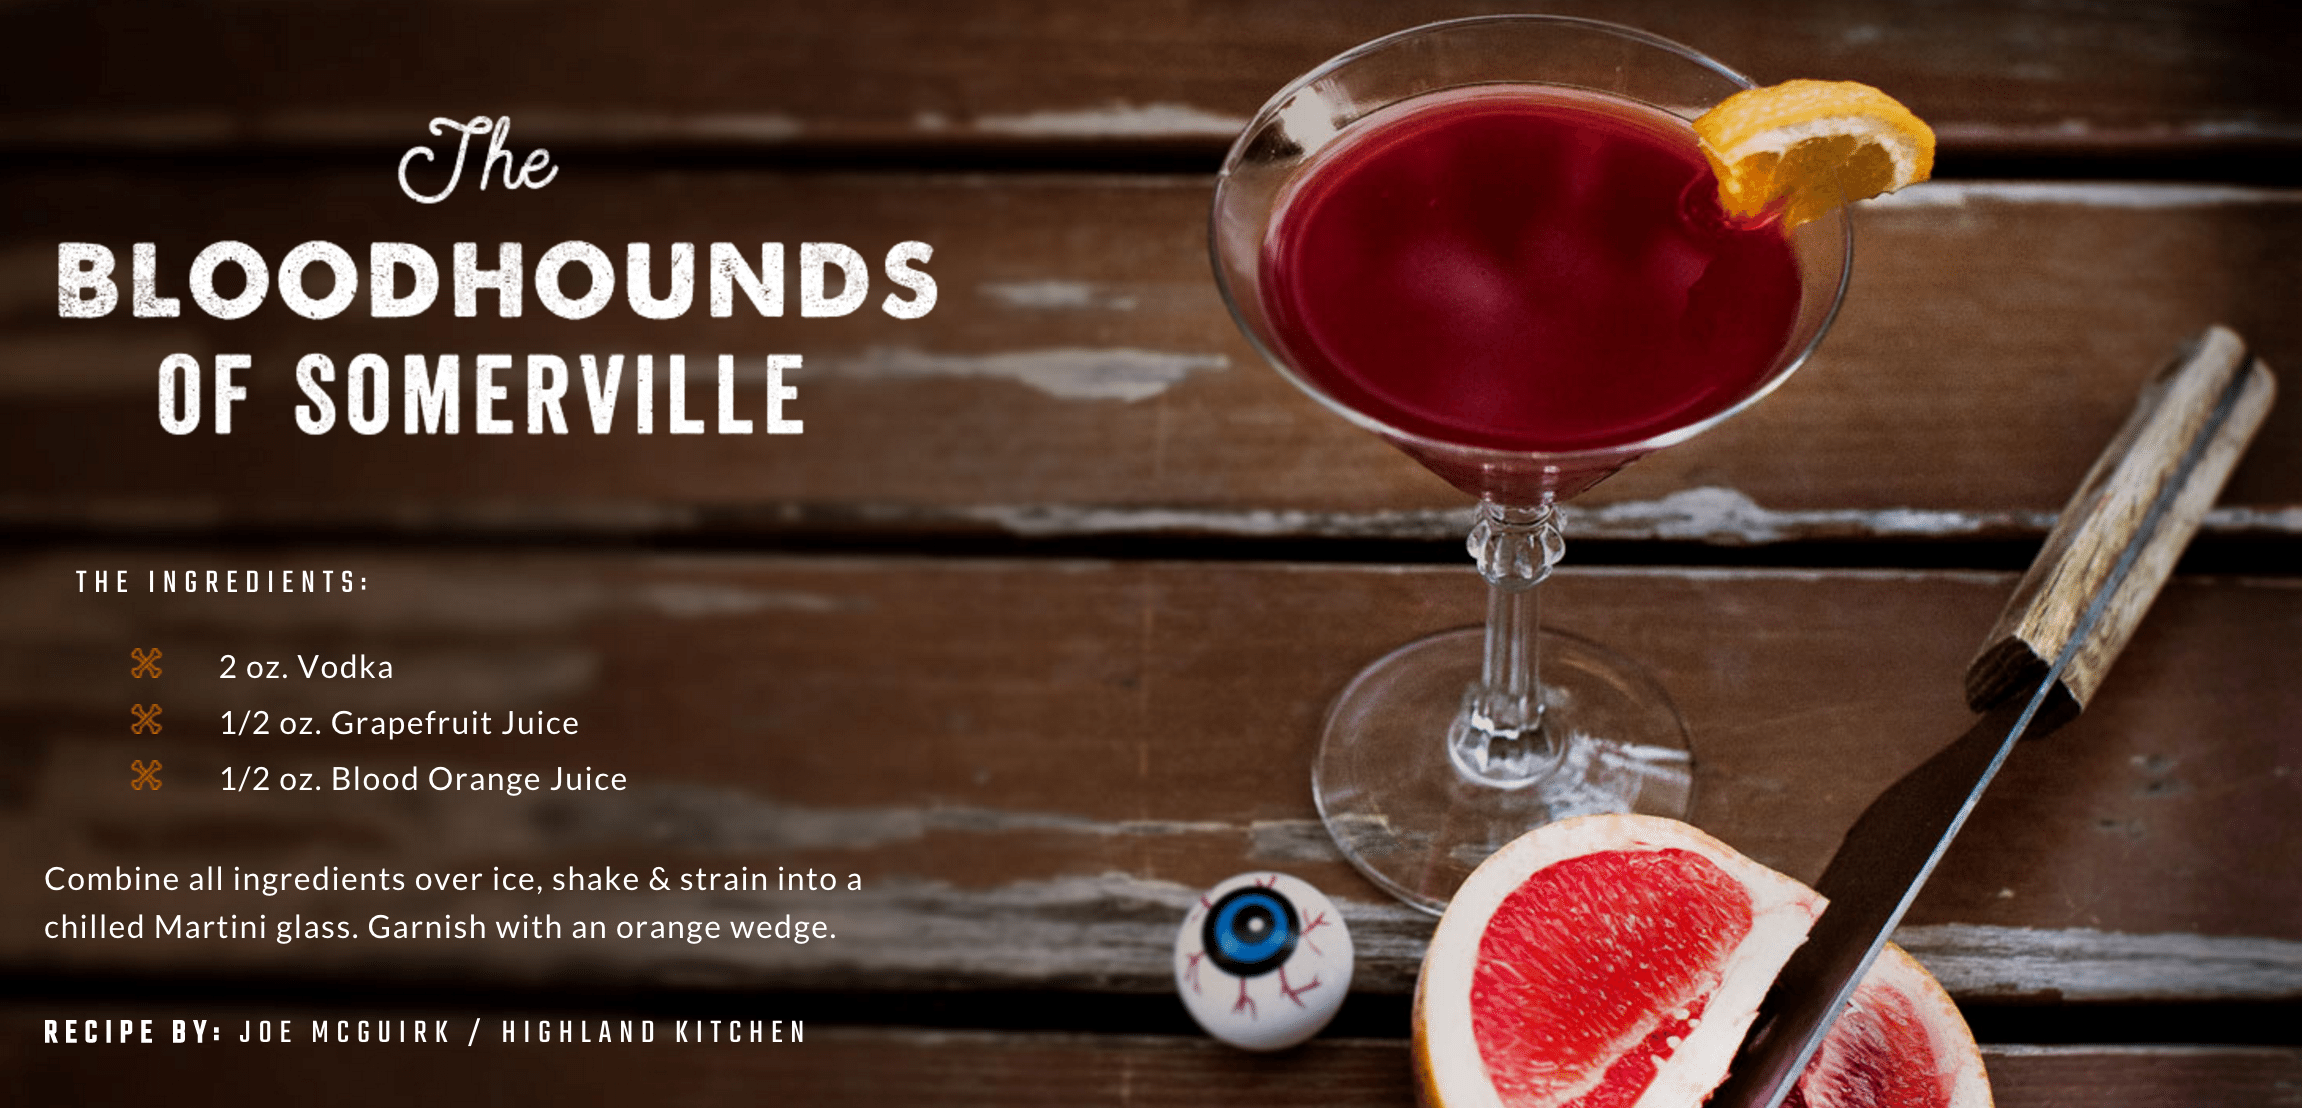 The
BLOODHOUNDS
OF SOMERVILLE
THE INGREDIENTS:
2 oz. Vodka
1/2 oz. Grapefruit Juice
1/2 oz. Blood Orange Juice
Combine all ingredients over ice, shake & strain into a
chilled Martini glass. Garnish with an orange wedge.
RECIPE BY: JOE MCGUIRK / HIGHLAND KITCHEN